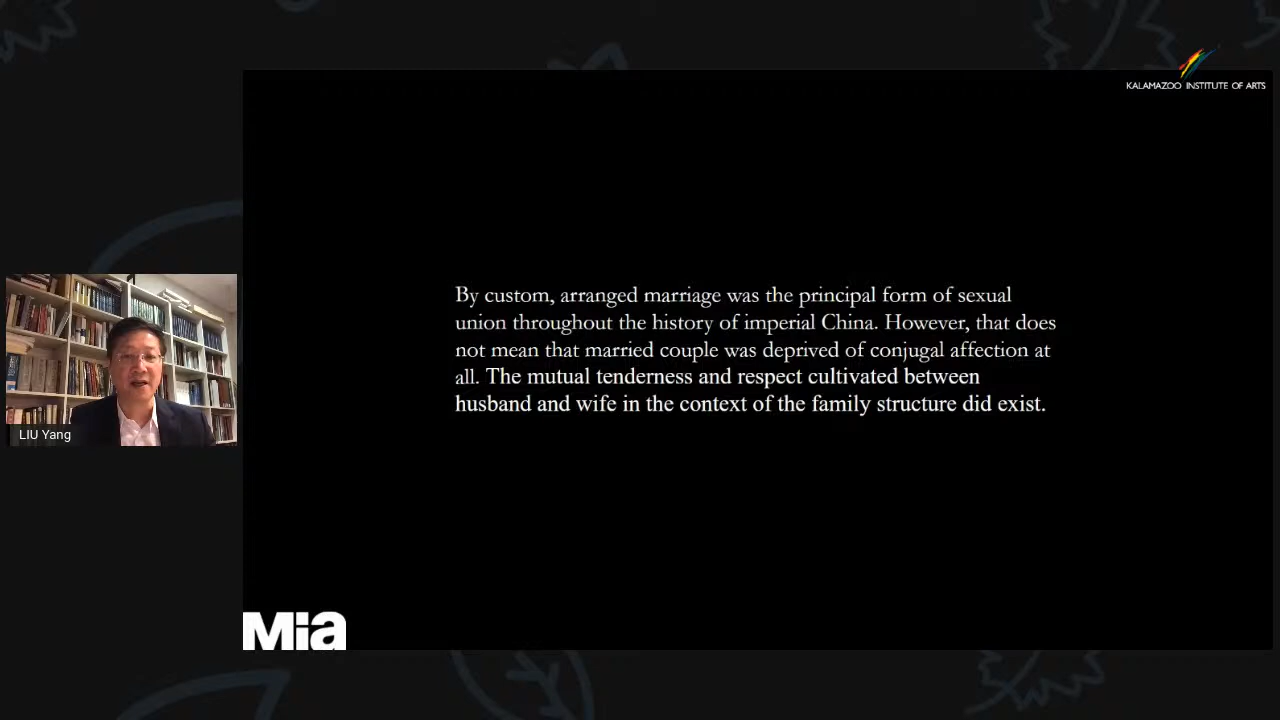 KALAMAZOO INSTITUTE OF ARTS
By custom, arranged marriage was the principal form of sexual
union throughout the history of imperial China. However, that does
not mean that married couple was deprived of conjugal affection at
all. The mutual tenderness and respect cultivated between
husband and wife in the context of the family structure did exist.
LIU Yang
Mia